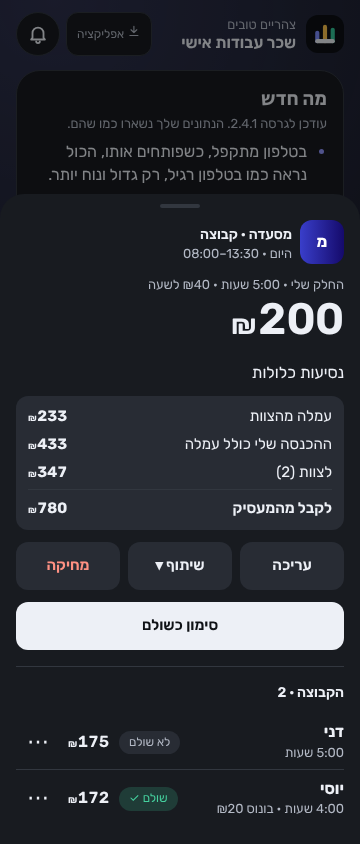 צהריים טובים
שכר עבודות אישי
אפליקציה
מה חדש
עודכן לגרסה 2.4.1. הנתונים שלך נשארו כמו שהם.
• בטלפון מתקפל, כשפותחים אותו, הכול
נראה כמו בטלפון רגיל, רק גדול ונוח יותר.
מ
מסעדה · קבוצה
היום · 08:00–13:30
החלק שלי · 5:00 שעות · ₪40 לשעה
₪200
נסיעות כלולות
עמלה מהצוות ₪233
ההכנסה שלי כולל עמלה ₪433
לצוות (2) ₪347
לקבל מהמעסיק ₪780
עריכה
שיתוף ▾
מחיקה
סימון כשולם
הקבוצה · 2
דני
5:00 שעות
לא שולם
₪175
⋯
יוסי
4:00 שעות · בונוס ₪20
שולם ✓
₪172
⋯